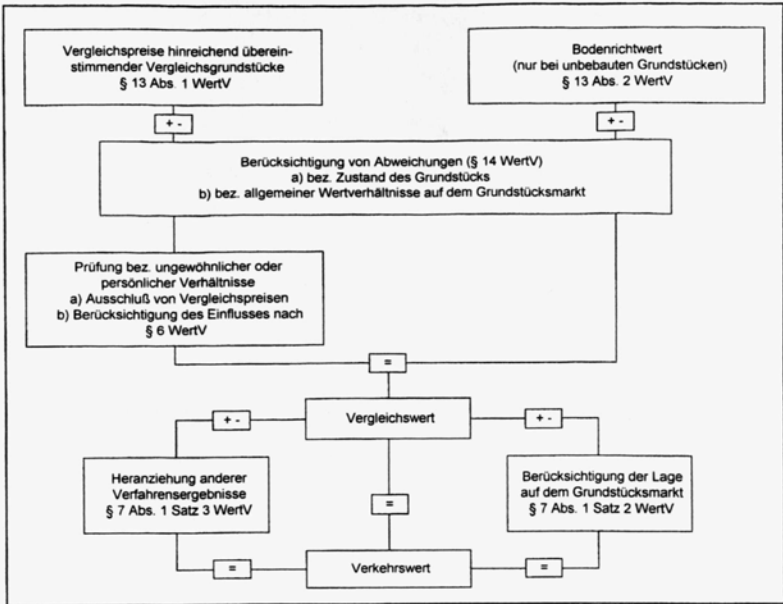 Vergleichspreise hinreichend überein-
stimmender Vergleichsgrundstücke
§ 13 Abs. 1 WertV
Bodenrichtwert
(nur bei unbebauten Grundstücken)
§ 13 Abs. 2 WertV
+ -
+ -
Berücksichtigung von Abweichungen (§ 14 WertV)
a) bez. Zustand des Grundstücks
b) bez. allgemeiner Wertverhältnisse auf dem Grundstücksmarkt
Prüfung bez. ungewöhnlicher oder
persönlicher Verhältnisse
a) Ausschluß von Vergleichspreisen
b) Berücksichtigung des Einflusses nach
§ 6 WertV
=
+ -
Vergleichswert
+ -
Heranziehung anderer
Verfahrensergebnisse
§ 7 Abs. 1 Satz 3 WertV
=
Berücksichtigung der Lage
auf dem Grundstücksmarkt
§ 7 Abs. 1 Satz 2 WertV
=
Verkehrswert
=